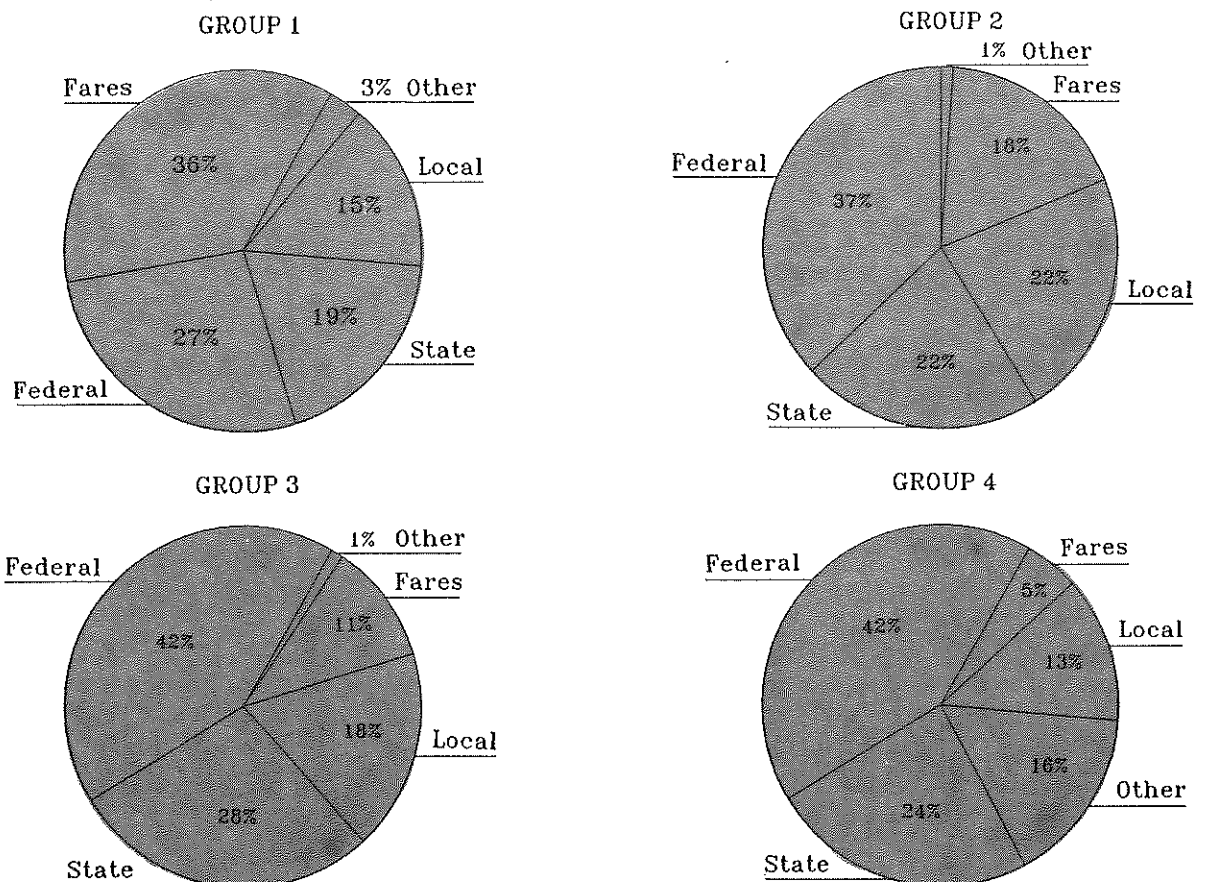 GROUP 1
Fares
3% Other
36%
Local
15%
19%
27%
State
Federal
GROUP 2
1% Other
Fares
18%
Federal
37%
22%
Local
22%
State
GROUP 3
1% Other
Federal
Fares
11%
42%
18%
Local
28%
State
GROUP 4
Fares
Federal
5%
42%
Local
13%
16%
Other
24%
State